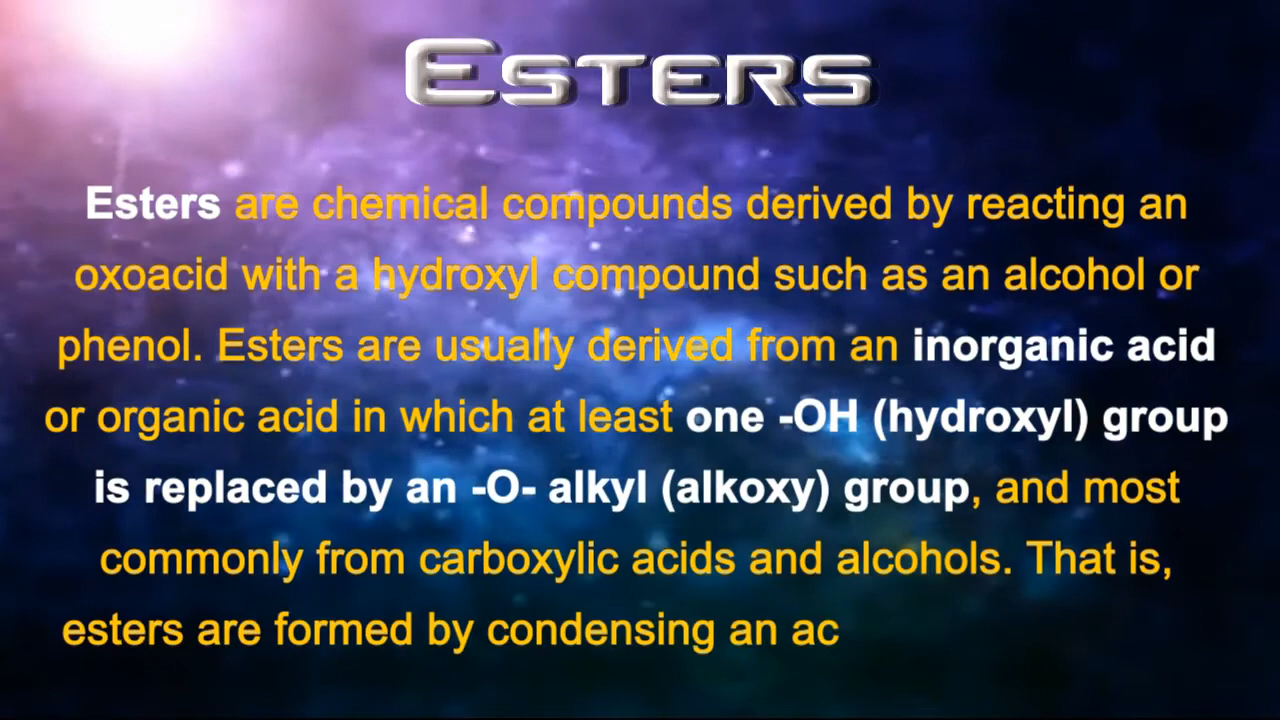 Esters
Esters are chemical compounds derived by reacting an
oxoacid with a hydroxyl compound such as an alcohol or
phenol. Esters are usually derived from an inorganic acid
or organic acid in which at least one -OH (hydroxyl) group
is replaced by an -O- alkyl (alkoxy) group, and most
commonly from carboxylic acids and alcohols. That is,
esters are formed by condensing an ac